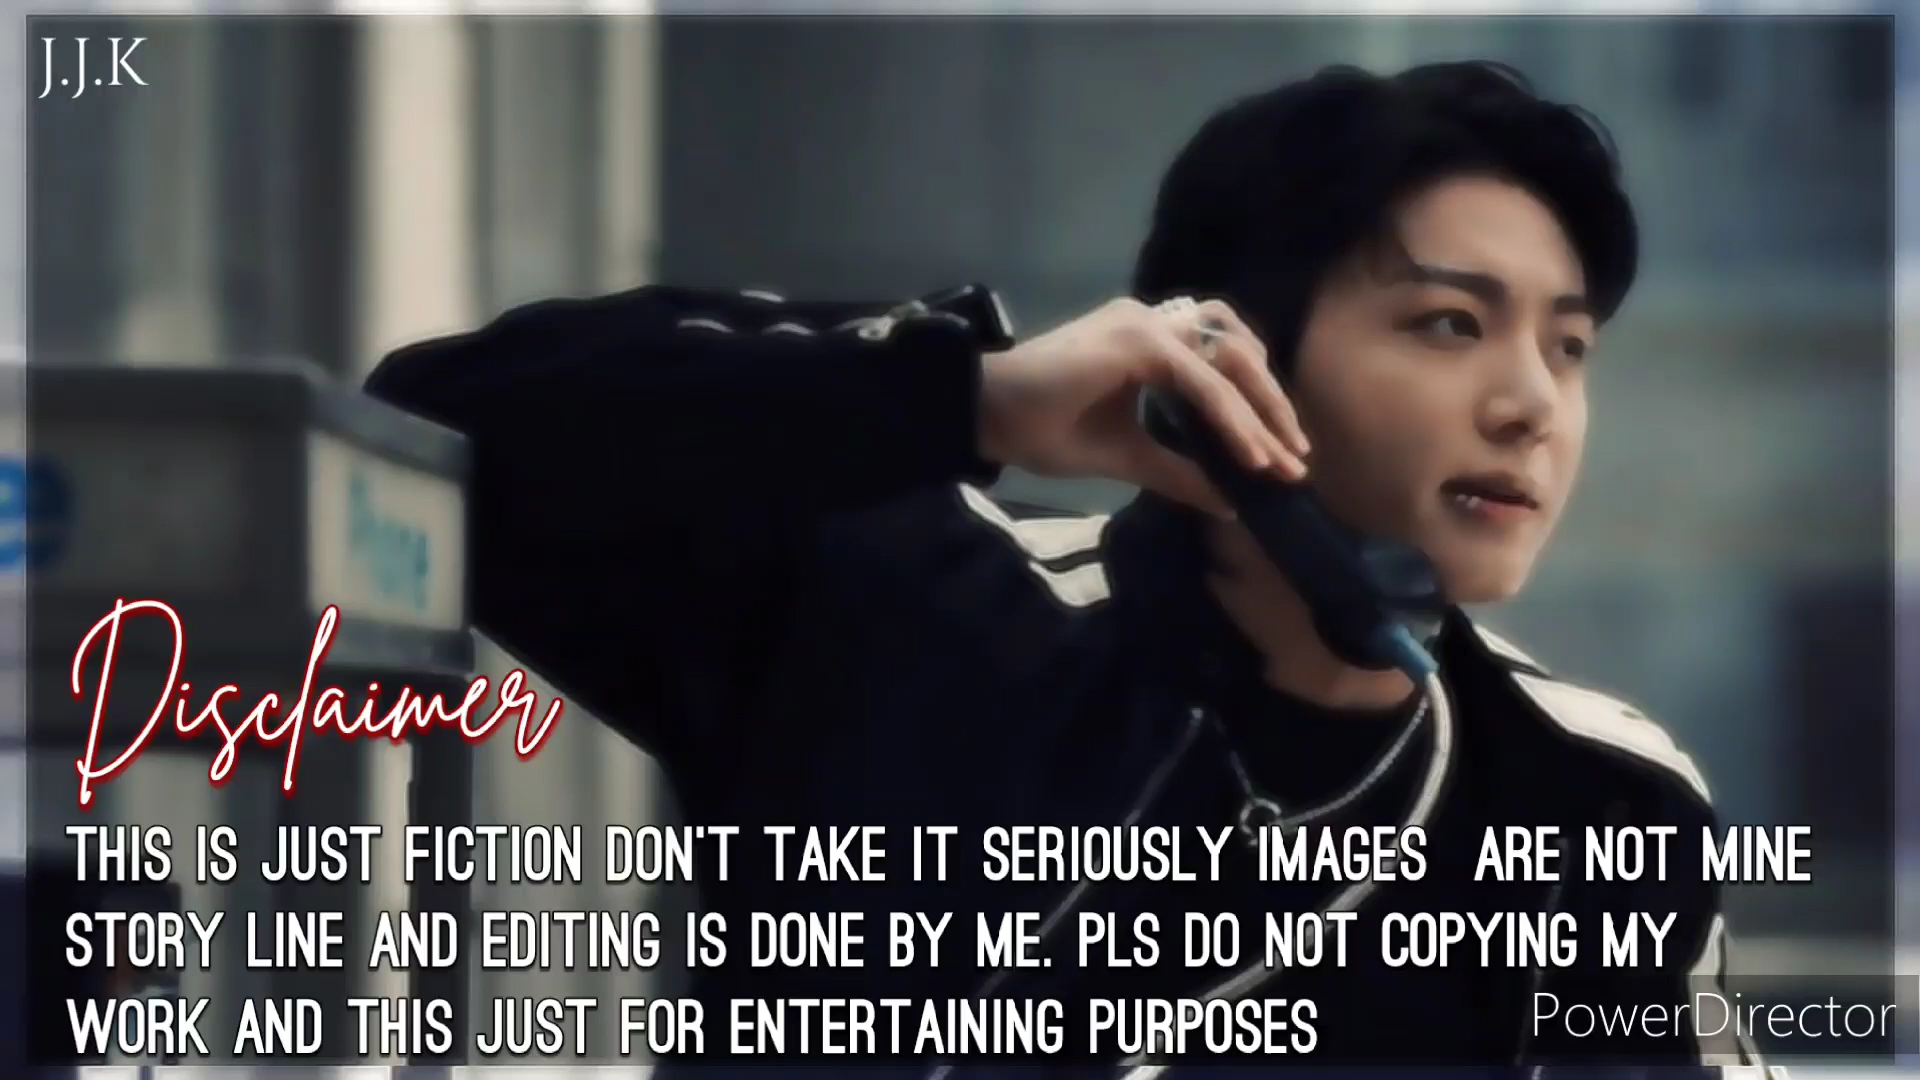 J.J.K
Phone
Disclaimer
THIS IS JUST FICTION DON'T TAKE IT SERIOUSLY IMAGES ARE NOT MINE
STORY LINE AND EDITING IS DONE BY ME. PLS DO NOT COPYING MY
WORK AND THIS JUST FOR ENTERTAINING PURPOSES
PowerDirector